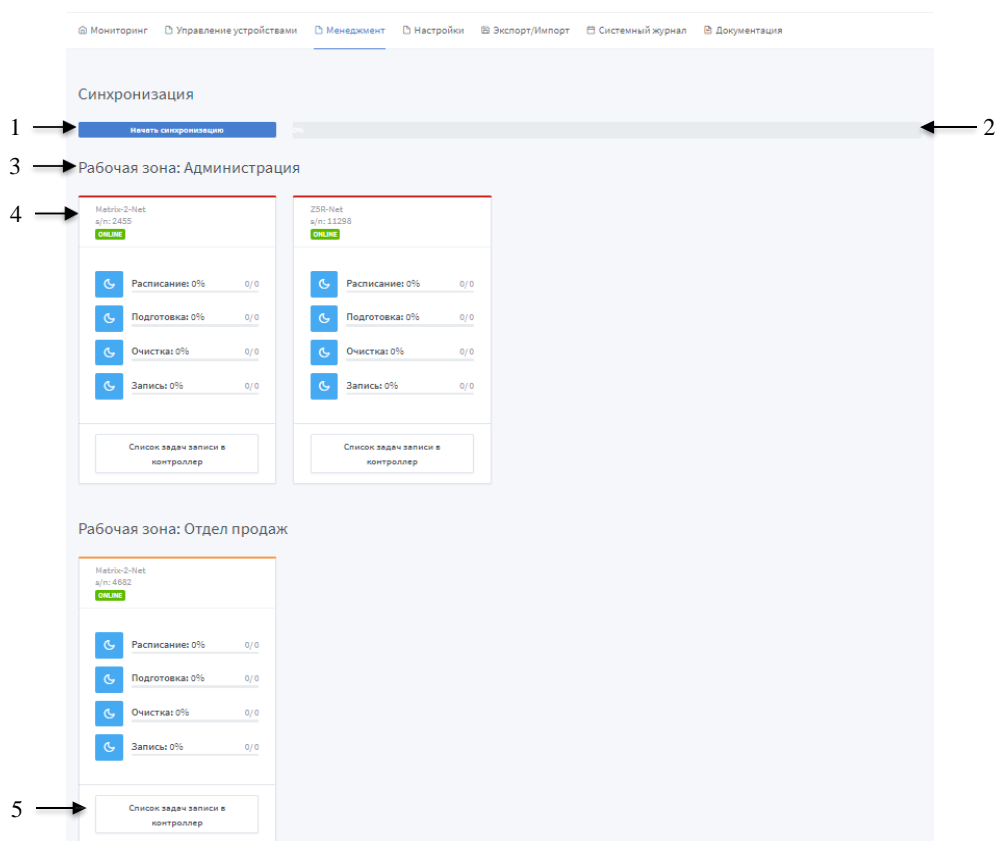 Мониторинг Управление устройствами Менеджмент Настройки Экспорт/Импорт Системный журнал Документация
Синхронизация
1 Начать синхронизацию 0% 2
3 Рабочая зона: Администрация
4 Matrix-2-Net
s/n: 2455
ONLINE
Z5R-Net
s/n: 11298
ONLINE
Расписание: 0% 0/0
Подготовка: 0% 0/0
Очистка: 0% 0/0
Запись: 0% 0/0
Список задач записи в
контроллер
Расписание: 0% 0/0
Подготовка: 0% 0/0
Очистка: 0% 0/0
Запись: 0% 0/0
Список задач записи в
контроллер
Рабочая зона: Отдел продаж
Matrix-2-Net
s/n: 4682
ONLINE
Расписание: 0% 0/0
Подготовка: 0% 0/0
Очистка: 0% 0/0
Запись: 0% 0/0
5 Список задач записи в
контроллер